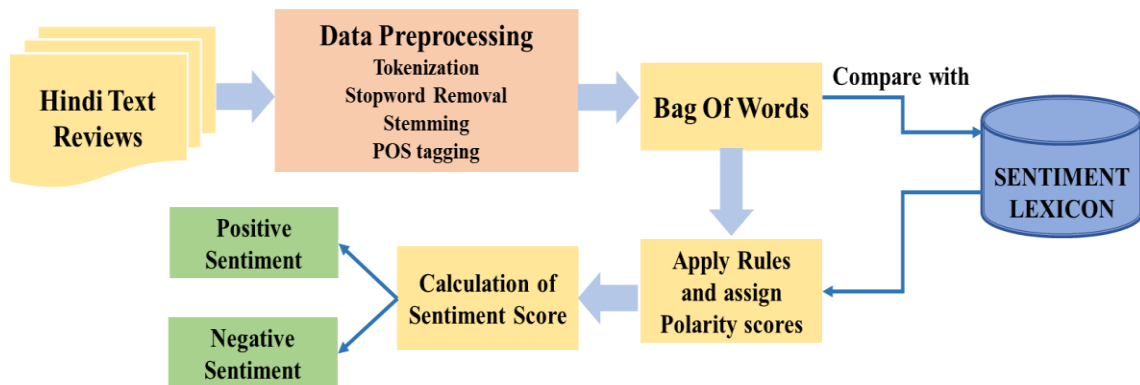 Hindi Text
Reviews
Data Preprocessing
Tokenization
Stopword Removal
Stemming
POS tagging
Bag Of Words
Compare with
SENTIMENT
LEXICON
Apply Rules
and assign
Polarity scores
Calculation of
Sentiment Score
Positive
Sentiment
Negative
Sentiment